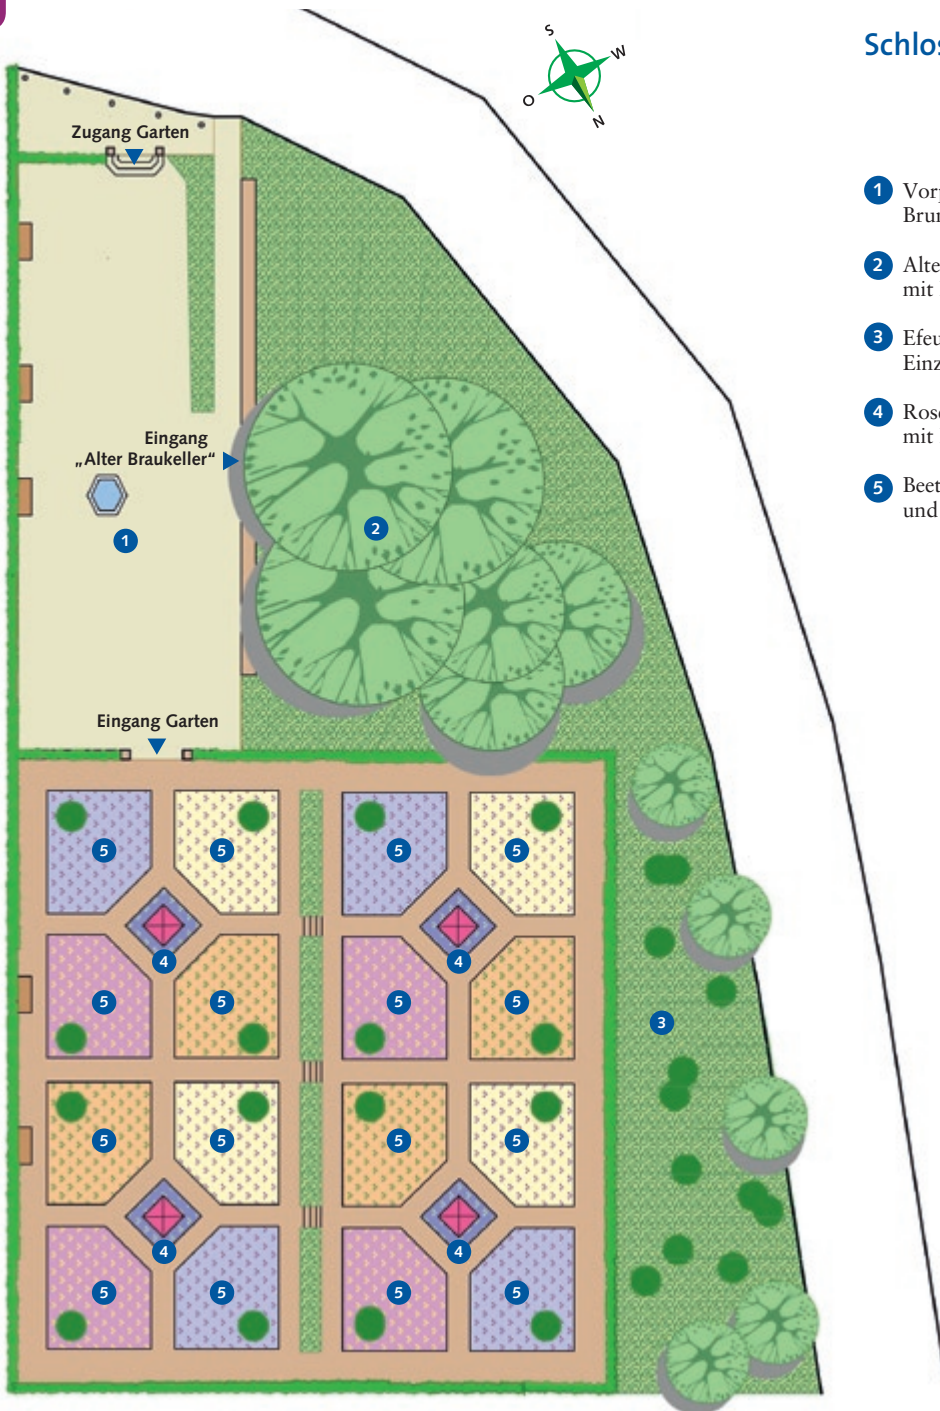 S
W
O
N
Schlos
Zugang Garten
1 Vorp
Brun
2 Alte
mit
3 Efeu
Einz
4 Rose
mit
5 Beet
und
Eingang
„Alter Braukeller“
2
1
Eingang Garten
5 5 5 5
4 4
5 5 5 5
3
5 5 5 5
4 4
5 5 5 5